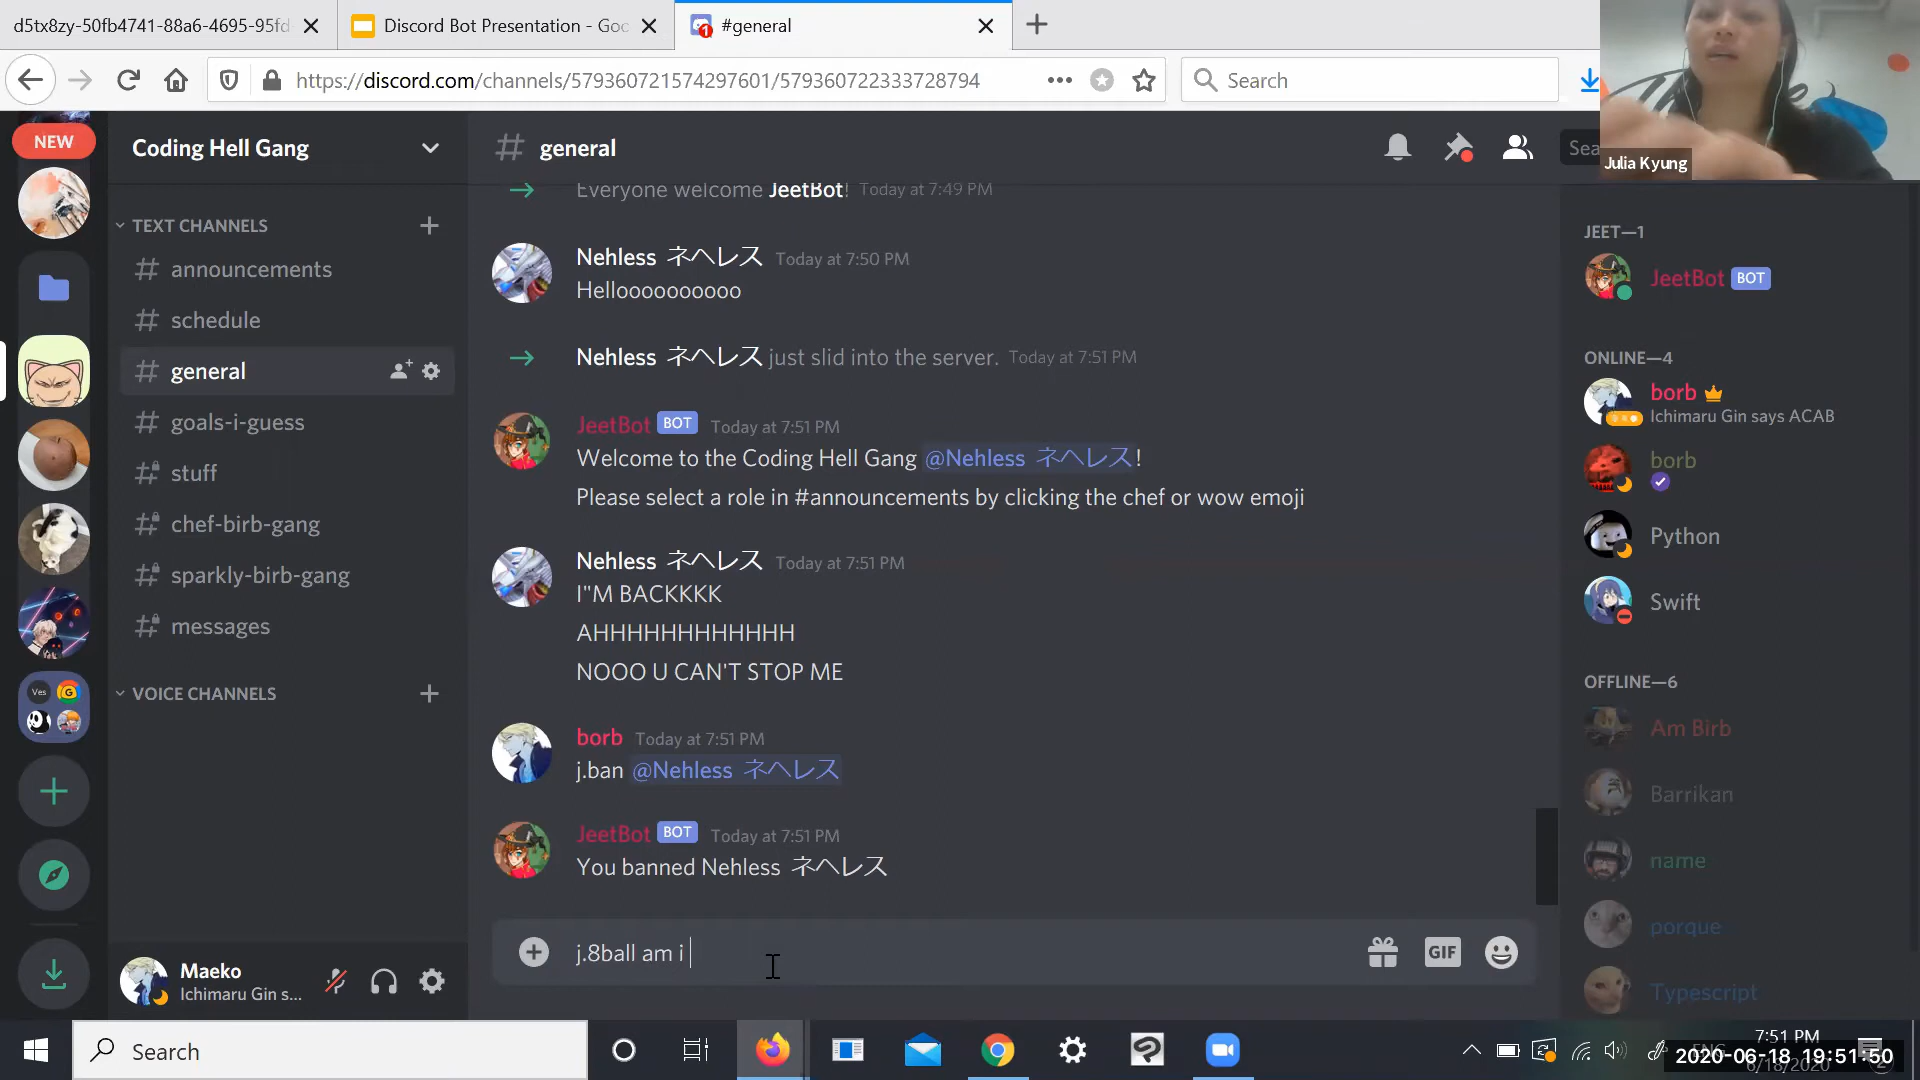 d5tx8zy-50fb4741-88a6-4695-95fd
Discord Bot Presentation - Goo
#general
https://discord.com/channels/579360721574297601/579360722333728794
Search
Julia Kyung
NEW
Coding Hell Gang
TEXT CHANNELS
announcements
schedule
general
goals-i-guess
stuff
chef-birb-gang
sparkly-birb-gang
messages
VOICE CHANNELS
Ves
Maeko
Ichimaru Gin s...
# general
Sea
Everyone welcome JeetBot! Today at 7:49 PM
Nehless ネヘレス Today at 7:50 PM
Helloooooooooo
Nehless ネヘレス just slid into the server. Today at 7:51 PM
JeetBot BOT Today at 7:51 PM
Welcome to the Coding Hell Gang @Nehless ネヘレス!
Please select a role in #announcements by clicking the chef or wow emoji
Nehless ネヘレス Today at 7:51 PM
I"M BACKKKK
AHHHHHHHHHHHH
NOOO U CAN'T STOP ME
borb Today at 7:51 PM
j.ban @Nehless ネヘレス
JeetBot BOT Today at 7:51 PM
You banned Nehless ネヘレス
j.8ball am i
GIF
JEET—1
JeetBot BOT
ONLINE—4
borb
Ichimaru Gin says ACAB
borb
Python
Swift
OFFLINE—6
Am Birb
Barrikan
name
porque
Typescript
Search
7:51 PM
2020-06-18 19:51:50
6/18/2020